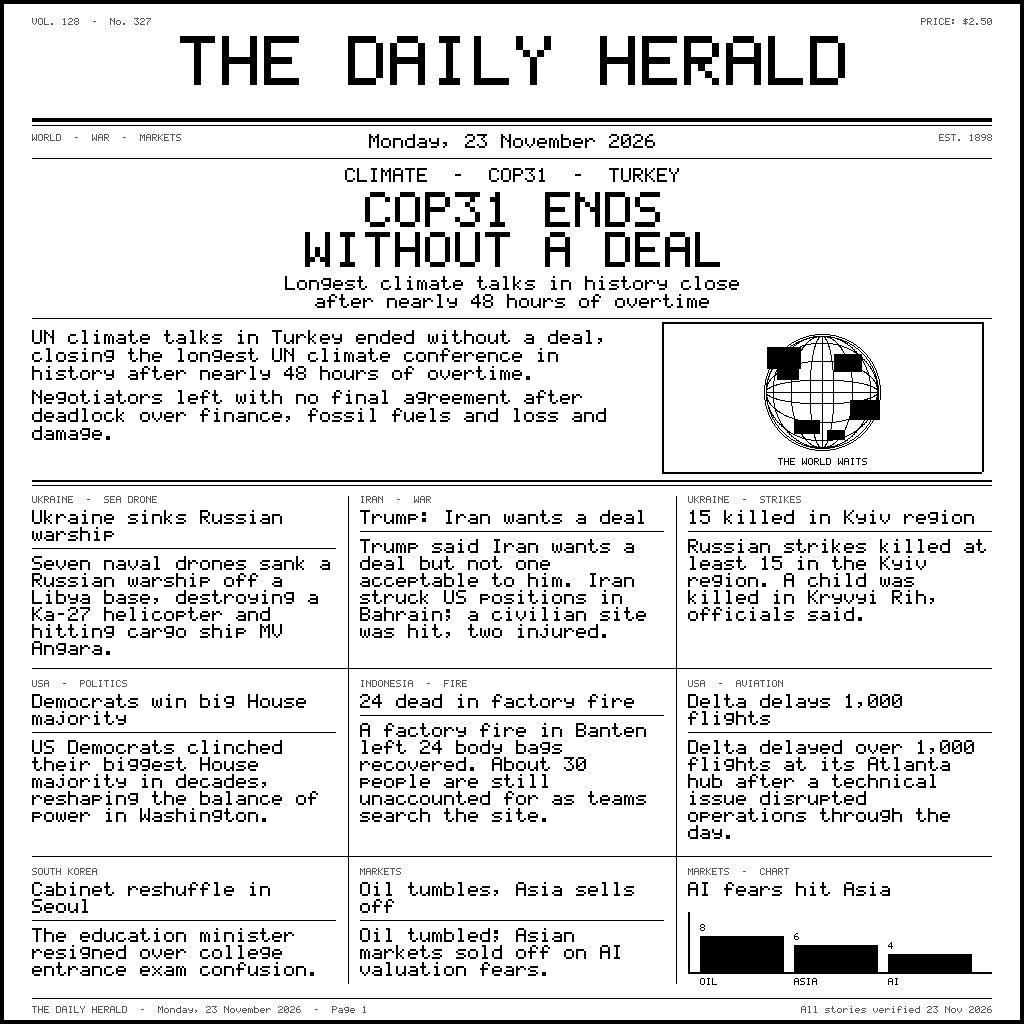 VOL. 128 - No. 327
PRICE: $2.50
THE DAILY HERALD
WORLD - WAR - MARKETS
Monday, 23 November 2026
EST. 1898
CLIMATE - COP31 - TURKEY
COP31 ENDS
WITHOUT A DEAL
Longest climate talks in history close
after nearly 48 hours of overtime
UN climate talks in Turkey ended without a deal,
closing the longest UN climate conference in
history after nearly 48 hours of overtime.
Negotiators left with no final agreement after
deadlock over finance, fossil fuels and loss and
damage.
THE WORLD WAITS
UKRAINE - SEA DRONE
Ukraine sinks Russian
warship
Seven naval drones sank a
Russian warship off a
Libya base, destroying a
Ka-27 helicopter and
hitting cargo ship MV
Angara.
IRAN - WAR
Trump: Iran wants a deal
Trump said Iran wants a
deal but not one
acceptable to him. Iran
struck US positions in
Bahrain; a civilian site
was hit, two injured.
UKRAINE - STRIKES
15 killed in Kyiv region
Russian strikes killed at
least 15 in the Kyiv
region. A child was
killed in Kryvyi Rih,
officials said.
USA - POLITICS
Democrats win big House
majority
US Democrats clinched
their biggest House
majority in decades,
reshaping the balance of
power in Washington.
INDONESIA - FIRE
24 dead in factory fire
A factory fire in Banten
left 24 body bags
recovered. About 30
people are still
unaccounted for as teams
search the site.
USA - AVIATION
Delta delays 1,000
flights
Delta delayed over 1,000
flights at its Atlanta
hub after a technical
issue disrupted
operations through the
day.
SOUTH KOREA
Cabinet reshuffle in
Seoul
The education minister
resigned over college
entrance exam confusion.
MARKETS
Oil tumbles, Asia sells
off
Oil tumbled; Asian
markets sold off on AI
valuation fears.
MARKETS - CHART
AI fears hit Asia
8
6
4
OIL
ASIA
AI
THE DAILY HERALD - Monday, 23 November 2026 - Page 1
All stories verified 23 Nov 2026